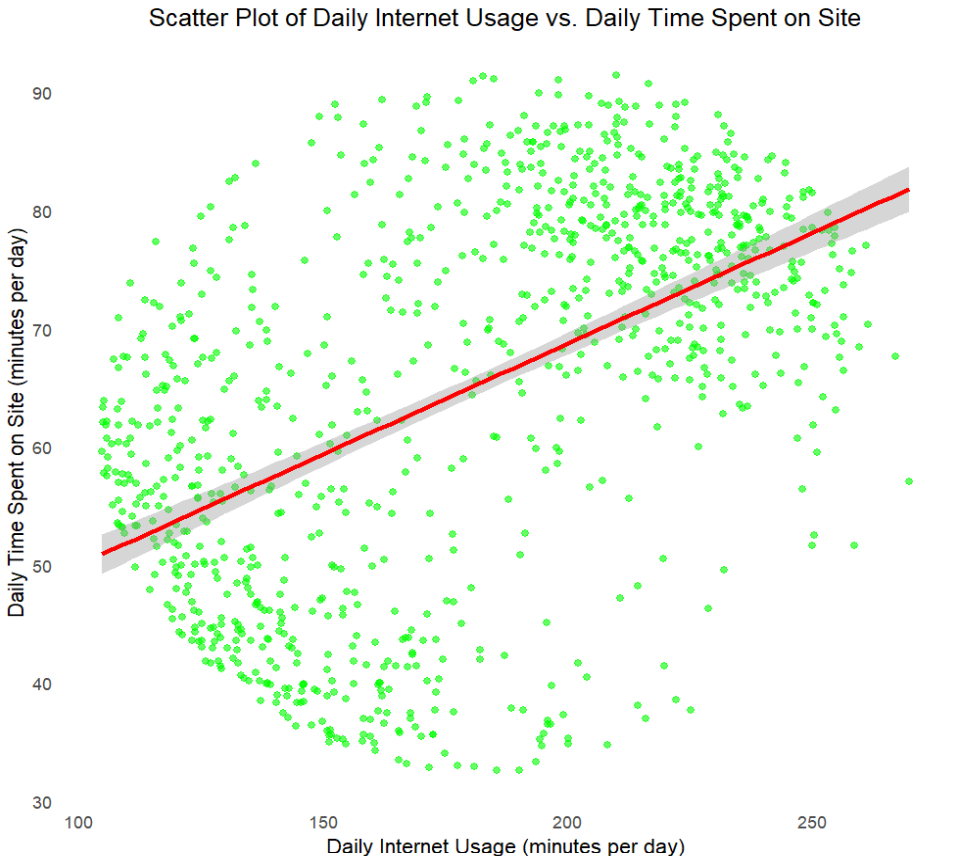 Scatter Plot of Daily Internet Usage vs. Daily Time Spent on Site
Daily Time Spent on Site (minutes per day)
90
80
70
60
50
40
30
100 150 200 250
Daily Internet Usage (minutes per day)